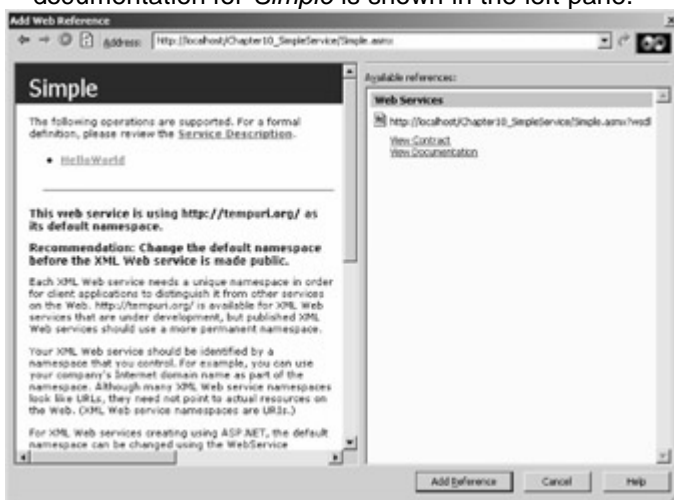 documentation for Simple is shown in the left pane.
Add Web Reference
Address: http://localhost/Chapter10_SimpleService/Simple.asmx
Simple
The following operations are supported. For a formal
definition, please review the Service Description.
• HelloWorld
This web service is using http://tempuri.org/ as
its default namespace.
Recommendation: Change the default namespace
before the XML Web service is made public.
Each XML Web service needs a unique namespace in order
for client applications to distinguish it from other services
on the Web. http://tempuri.org/ is available for XML Web
services that are under development, but published XML
Web services should use a more permanent namespace.
Your XML Web service should be identified by a
namespace that you control. For example, you can use
your company's Internet domain name as part of the
namespace. Although many XML Web service namespaces
look like URLs, they need not point to actual resources on
the Web. (XML Web service namespaces are URIs.)
For XML Web services creating using ASP.NET, the default
namespace can be changed using the WebService
Available references:
Web Services
http://localhost/Chapter10_SimpleService/Simple.asmx?wsdl
View Contract
View Documentation
Add Reference
Cancel
Help